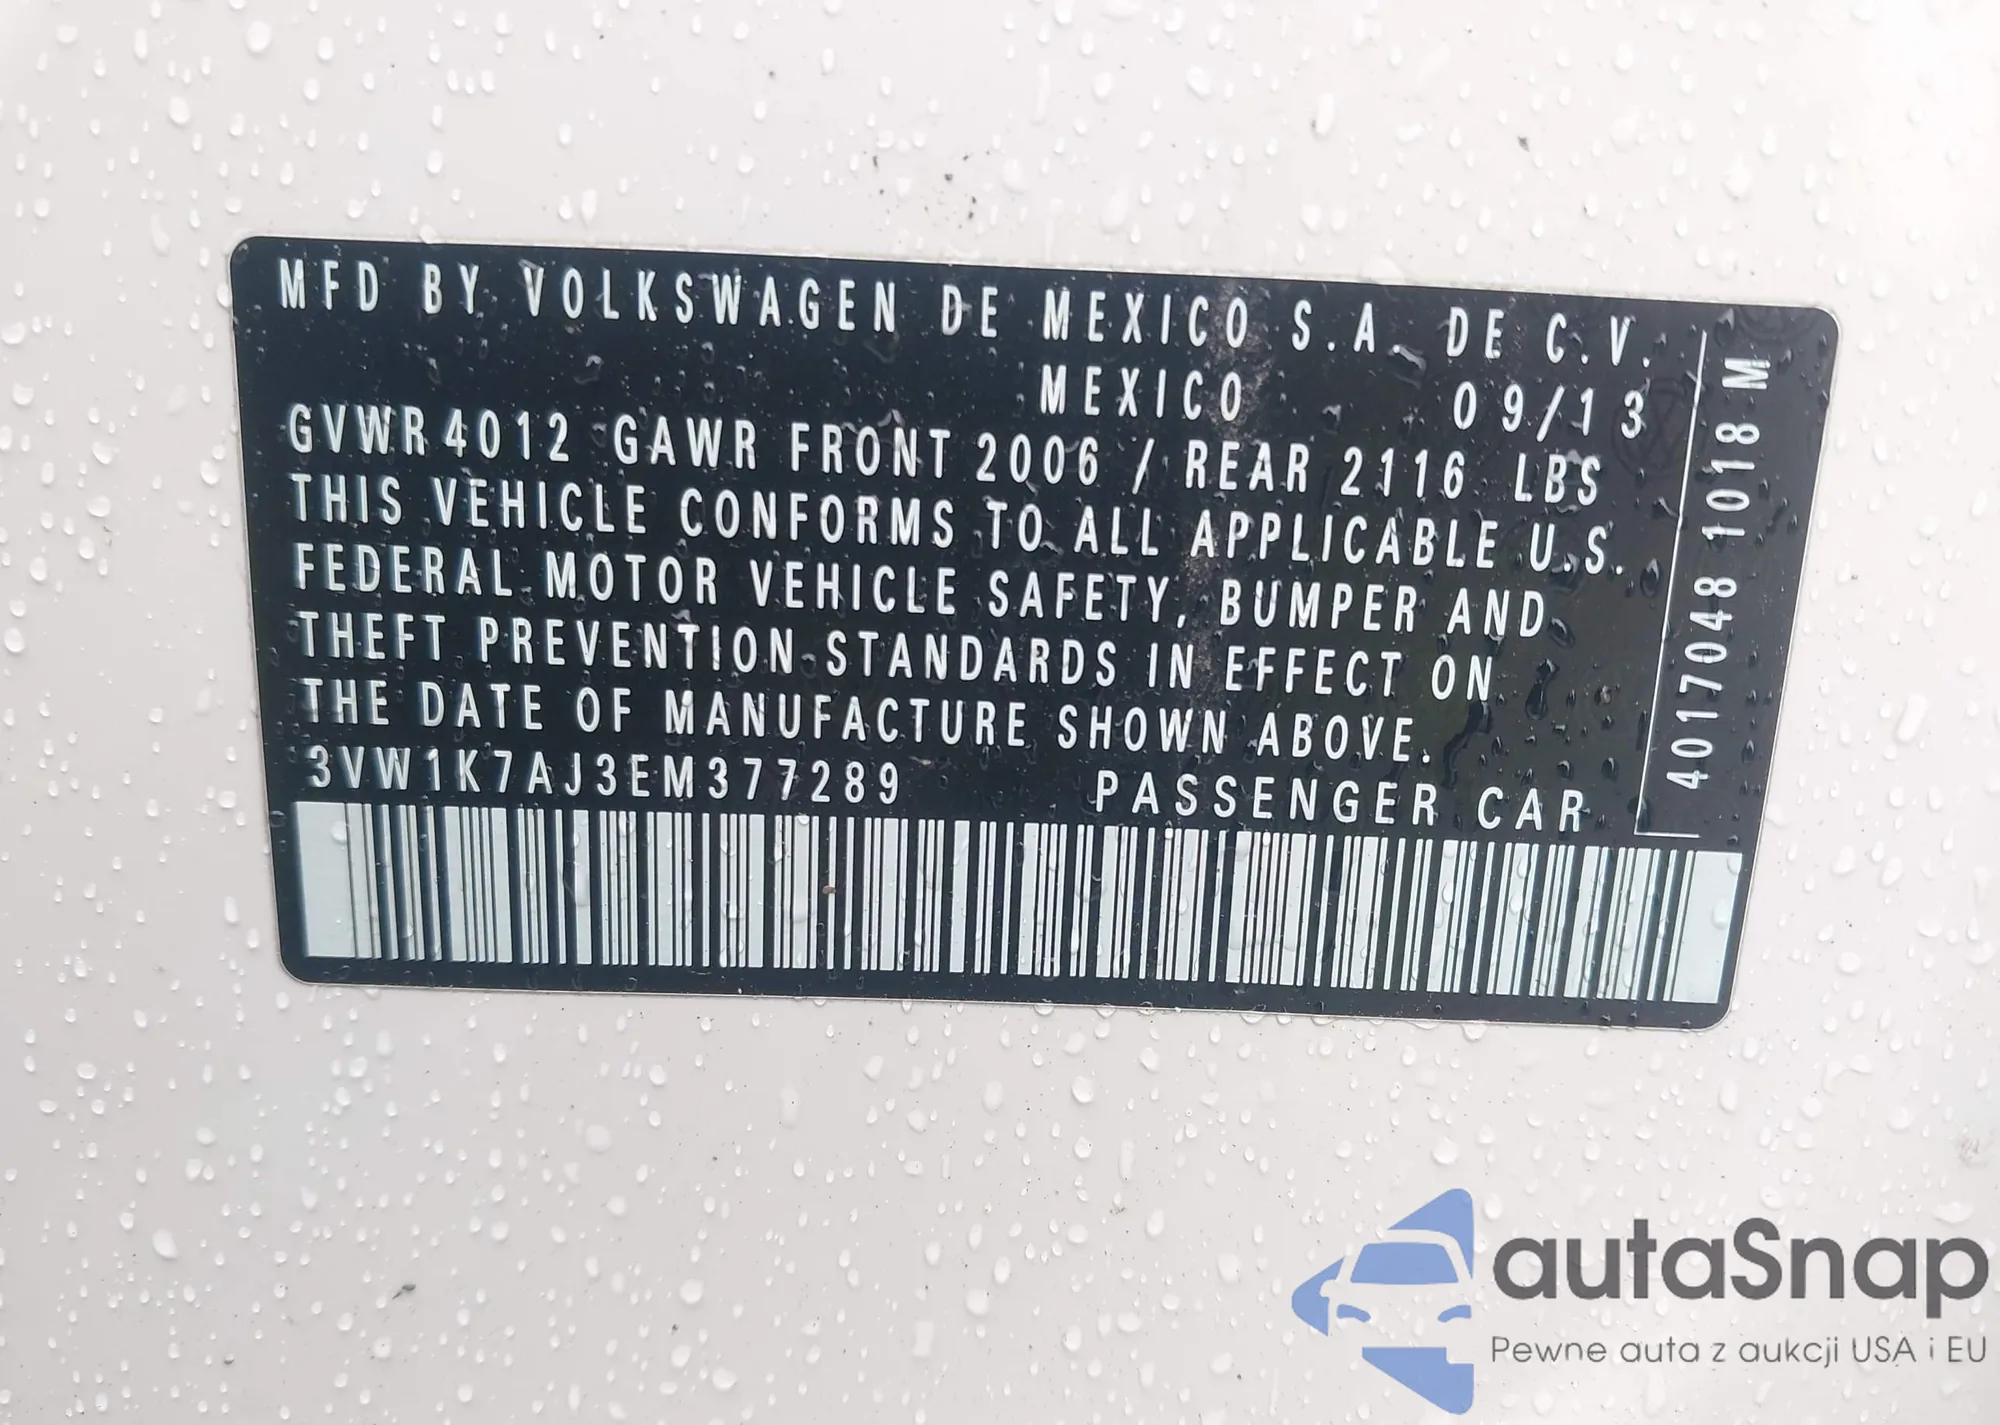 MFD BY VOLKSWAGEN DE MEXICO S.A. DE C.V.
MEXICO 09/13
GVWR 4012 GAWR FRONT 2006 / REAR 2116 LBS
THIS VEHICLE CONFORMS TO ALL APPLICABLE U.S.
FEDERAL MOTOR VEHICLE SAFETY, BUMPER AND
THEFT PREVENTION STANDARDS IN EFFECT ON
THE DATE OF MANUFACTURE SHOWN ABOVE.
3VW1K7AJ3EM377289 PASSENGER CAR
4017048 1018 M
autaSnap
Pewne auta z aukcji USA i EU